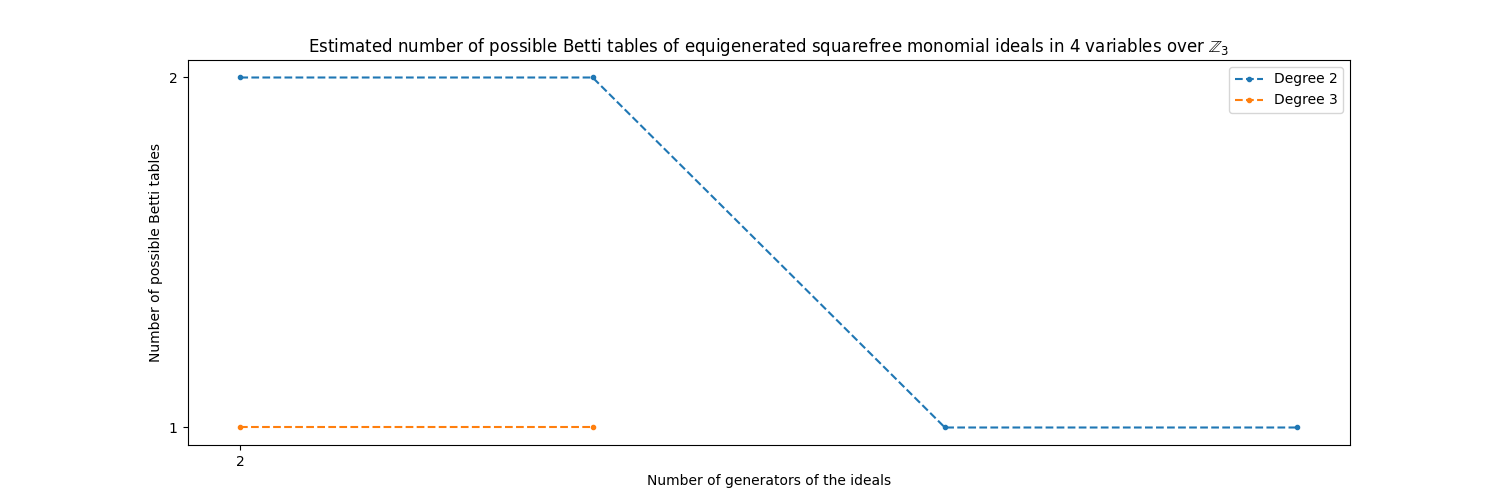 Estimated number of possible Betti tables of equigenerated squarefree monomial ideals in 4 variables over ℤ₃
Number of possible Betti tables
2
1
Degree 2
Degree 3
2
Number of generators of the ideals